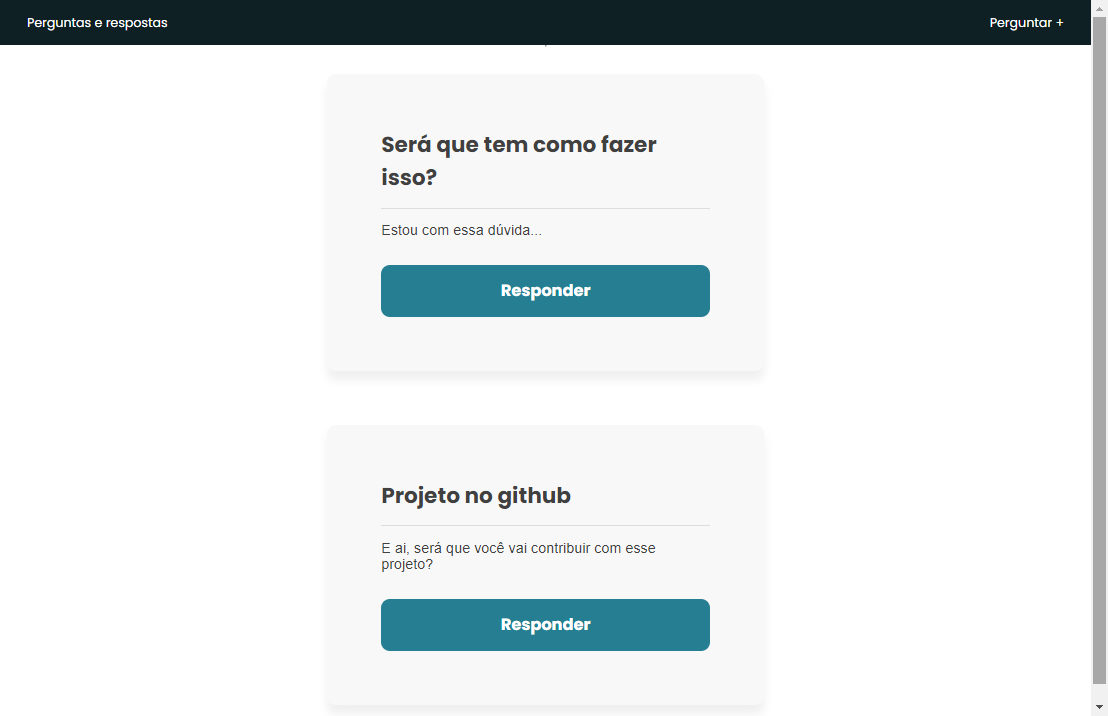 Perguntas e respostas
Perguntar +
Será que tem como fazer
isso?
Estou com essa dúvida...
Responder
Projeto no github
E ai, será que você vai contribuir com esse
projeto?
Responder